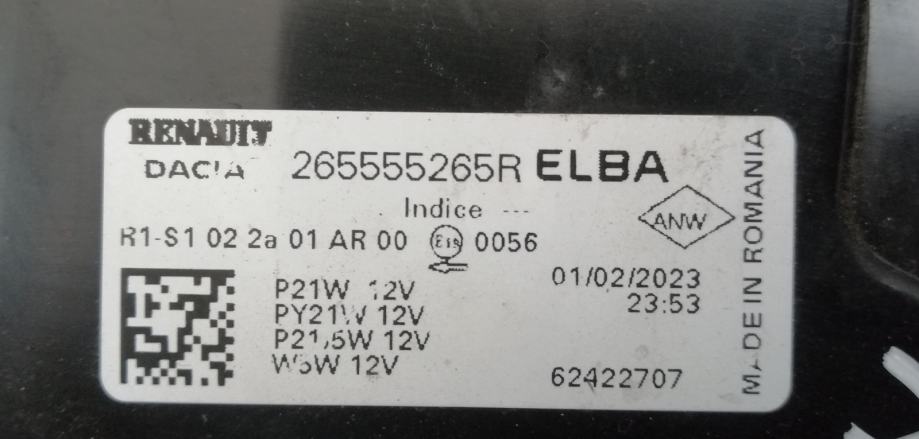 RENAULT
DACIA 265555265R ELBA
Indice ---
ANW
R1-S1 02 2a 01 AR 00 E19 0056
P21W 12V
PY21W 12V
P21/5W 12V
W5W 12V
01/02/2023
23:53
62422707
MADE IN ROMANIA